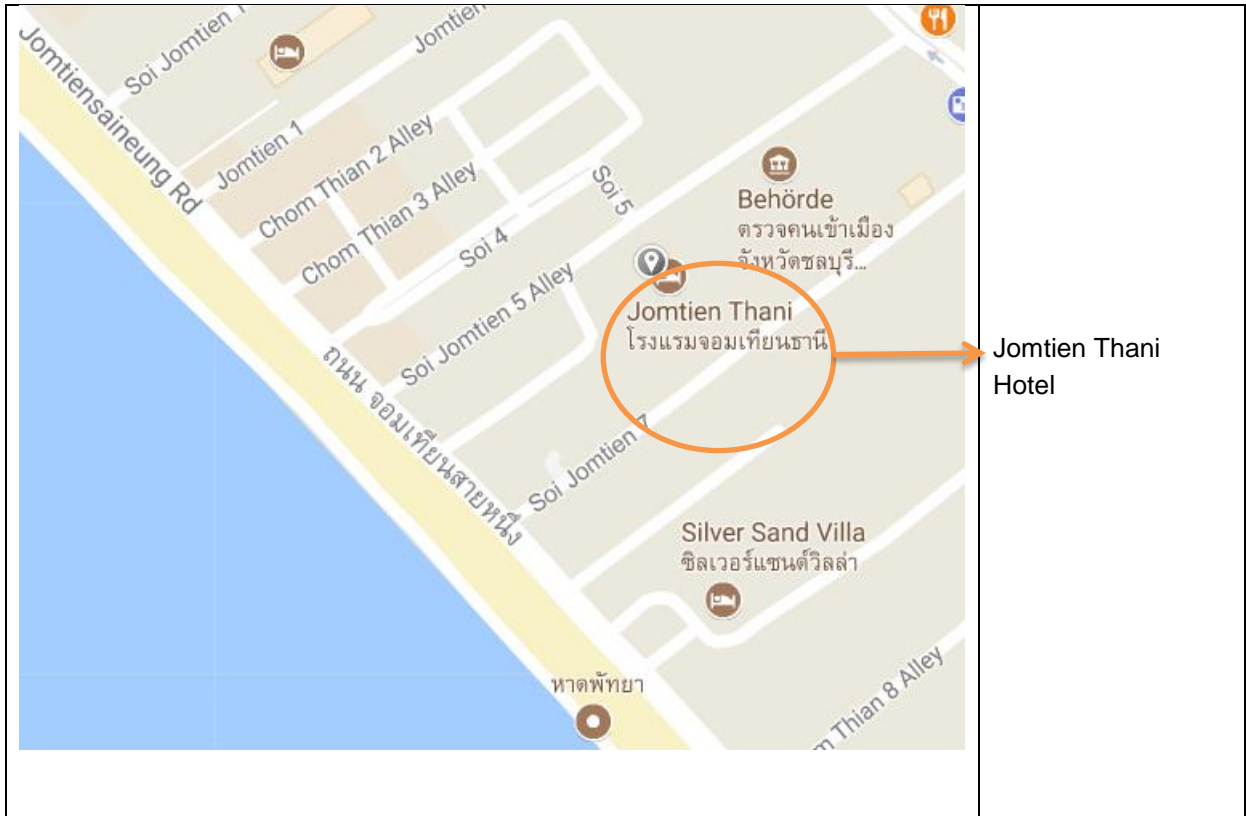 Jomtiensaineung Rd
Soi Jomtien 1
Jomtien
Jomtien 1
Chom Thian 2 Alley
Chom Thian 3 Alley
Soi 4
Soi 5
Soi Jomtien 5 Alley
Behörde
ตรวจคนเข้าเมือง
จังหวัดชลบุรี...
Jomtien Thani
โรงแรมจอมเทียนธานี
Jomtien Thani
Hotel
ถนน จอมเทียนสายหนึ่ง
Soi Jomtien 7
Silver Sand Villa
ซิลเวอร์แซนด์วิลล่า
หาดพัทยา
Thian 8 Alley